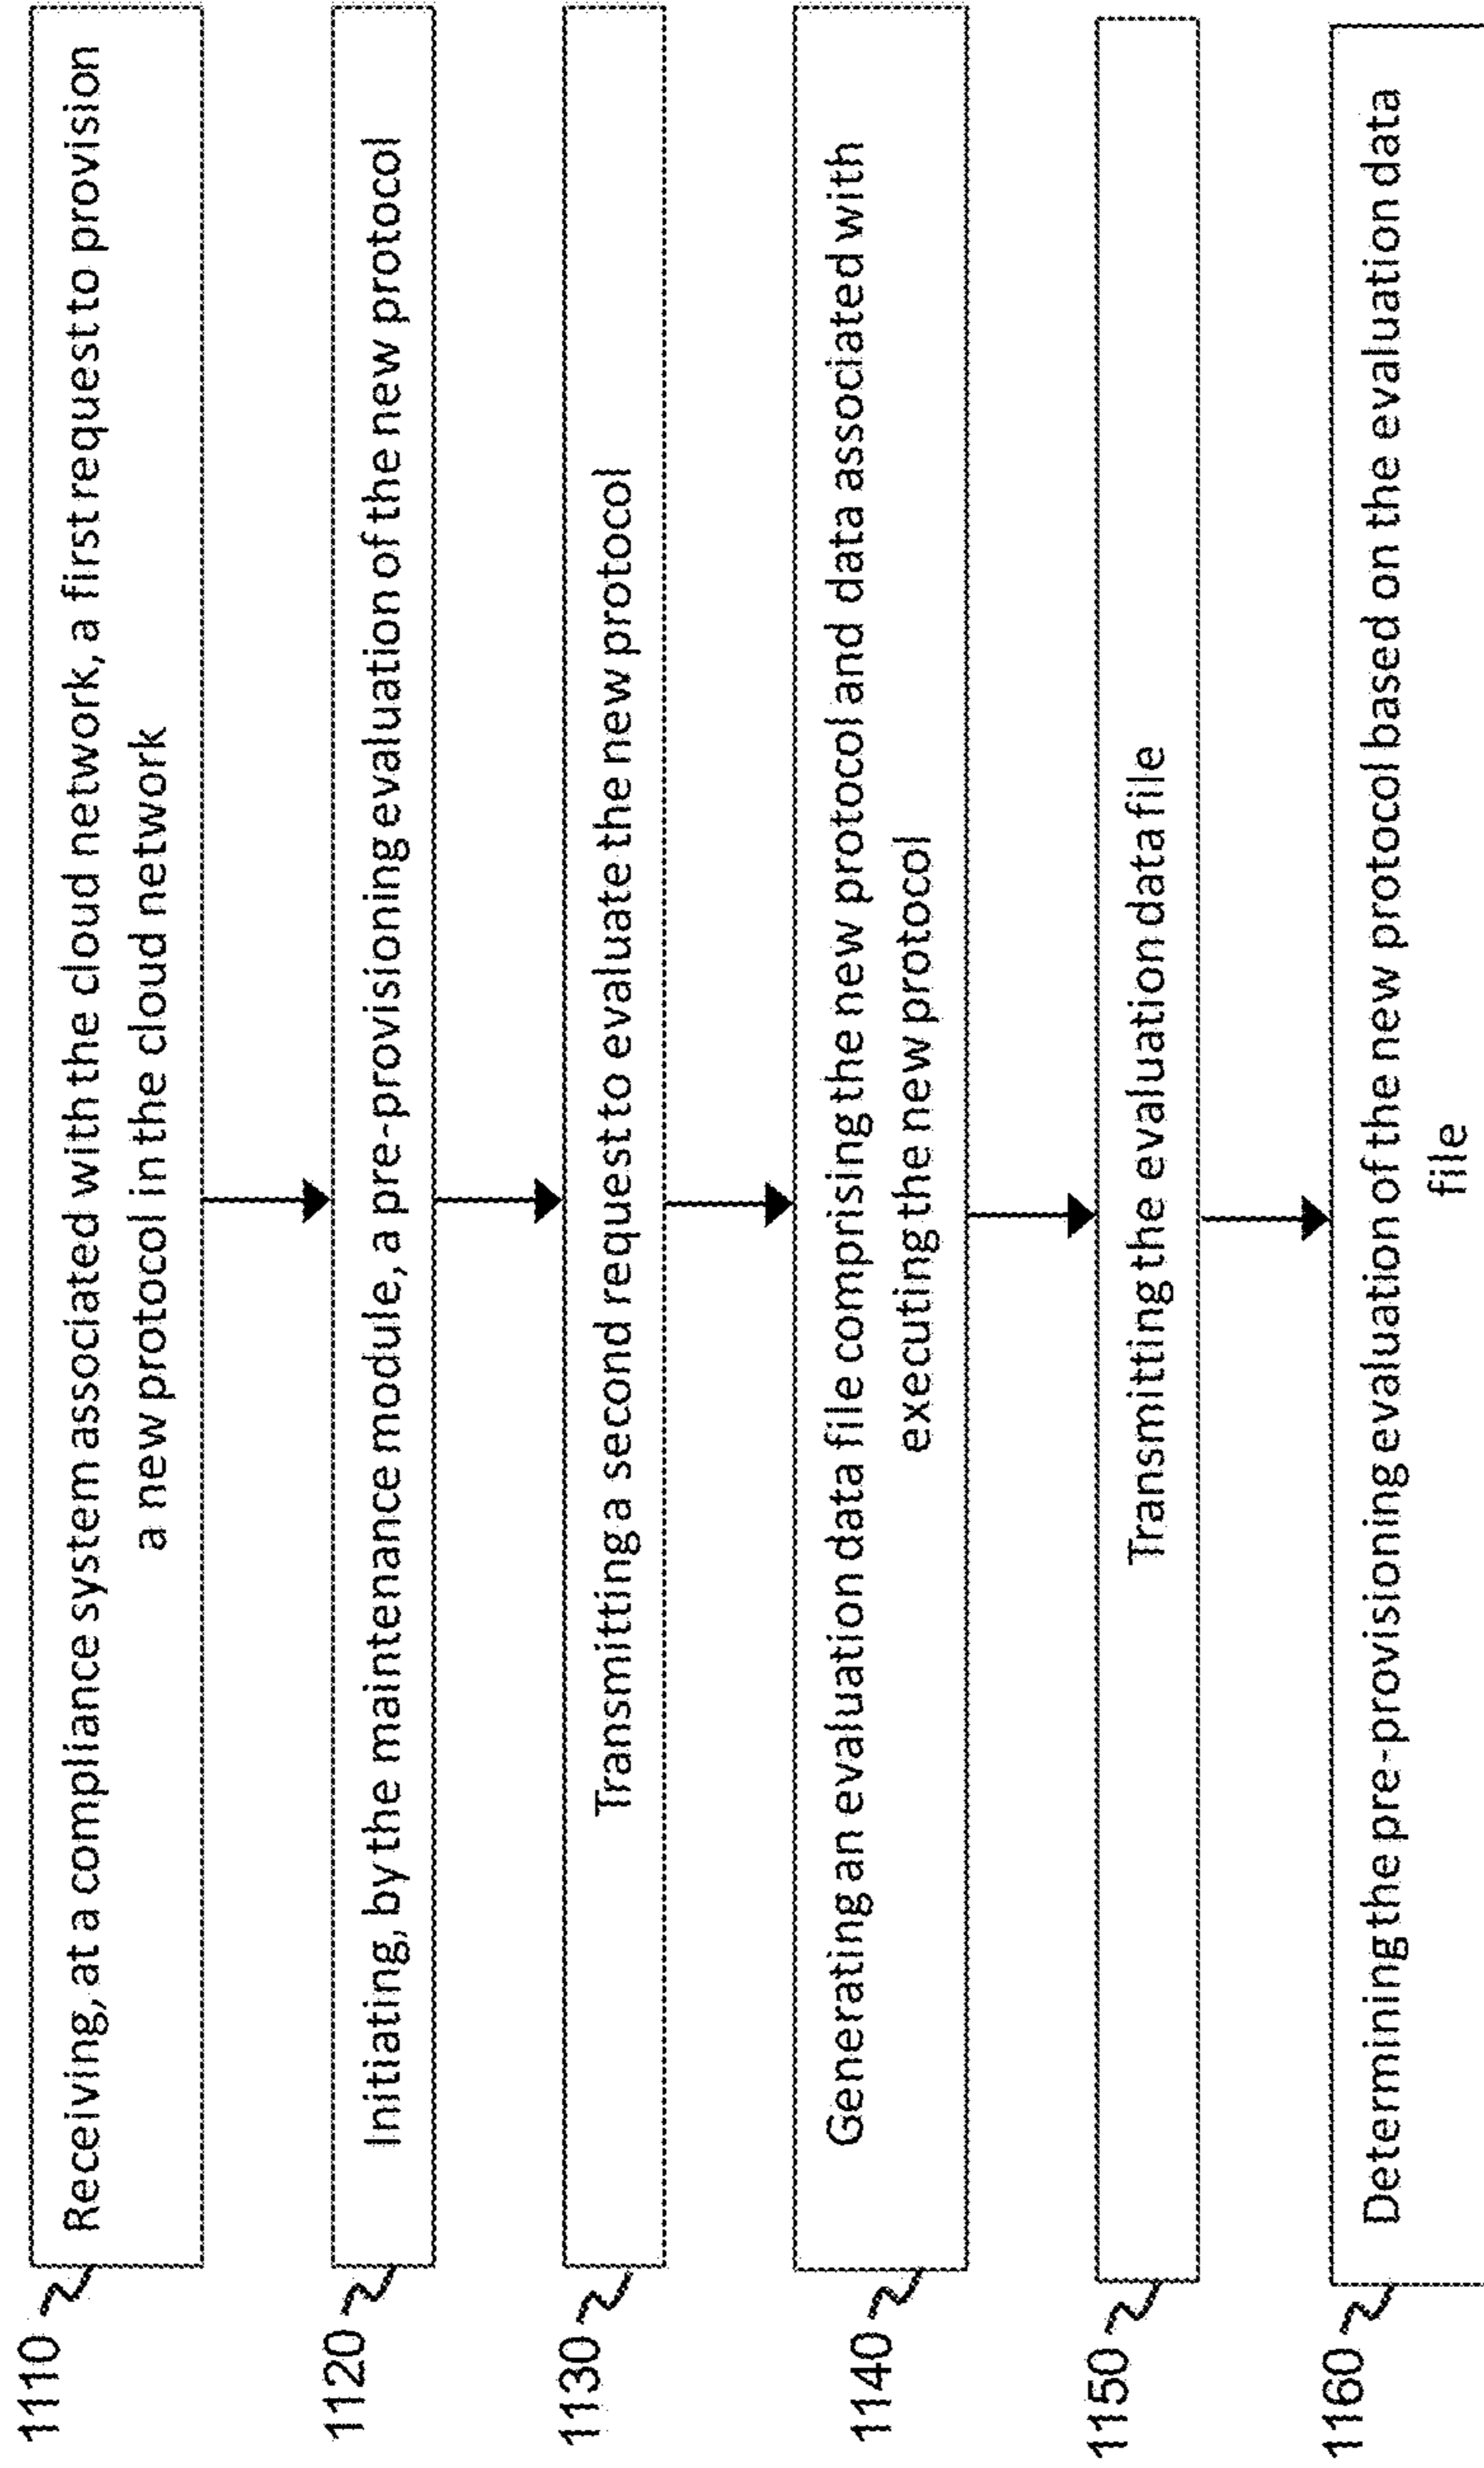 1110
Receiving, at a compliance system associated with the cloud network, a first request to provision
a new protocol in the cloud network
1120
Initiating, by the maintenance module, a pre-provisioning evaluation of the new protocol
1130
Transmitting a second request to evaluate the new protocol
1140
Generating an evaluation data file comprising the new protocol and data associated with
executing the new protocol
1150
Transmitting the evaluation data file
1160
Determining the pre-provisioning evaluation of the new protocol based on the evaluation data
file